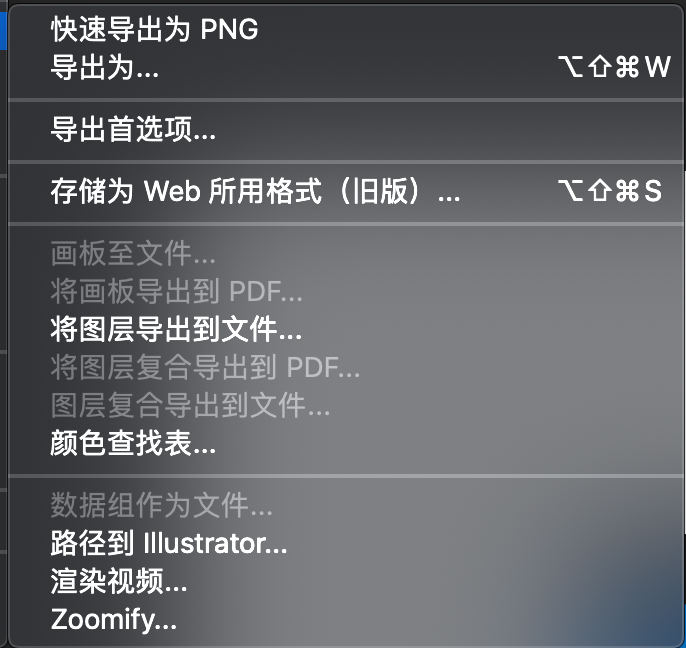 快速导出为 PNG
导出为... ⌥⇧⌘W
导出首选项...
存储为 Web 所用格式（旧版）... ⌥⇧⌘S
画板至文件...
将画板导出到 PDF...
将图层导出到文件...
将图层复合导出到 PDF...
图层复合导出到文件...
颜色查找表...
数据组作为文件...
路径到 Illustrator...
渲染视频...
Zoomify...